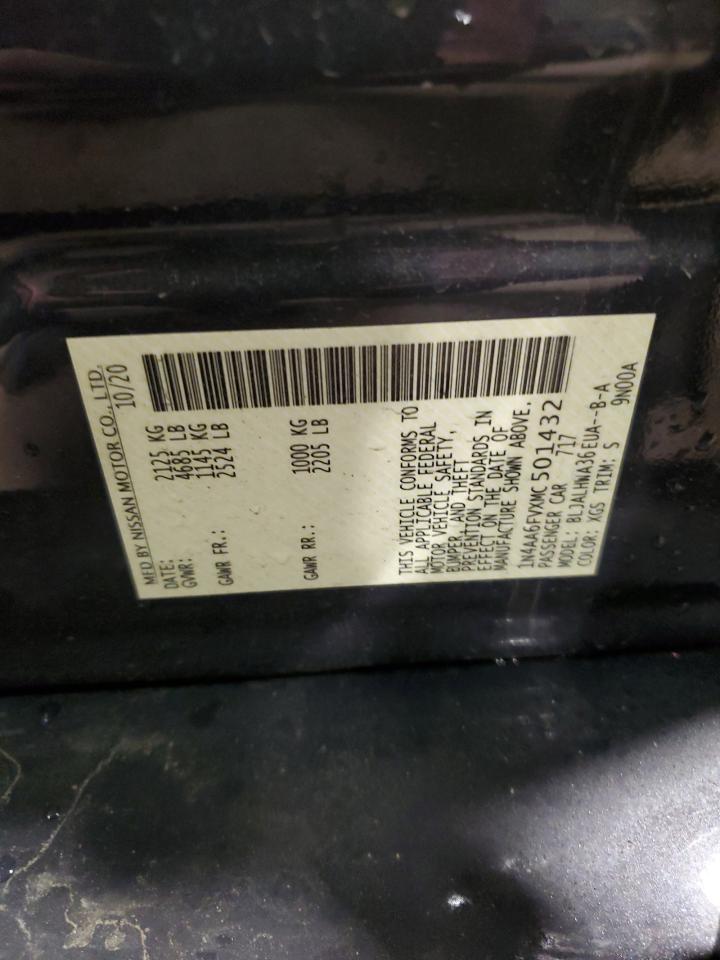 MFD BY NISSAN MOTOR CO., LTD.
DATE: 10/20
GVWR: 2125 KG
4685 LB
GAWR FR.: 1145 KG
2524 LB
GAWR RR.: 1000 KG
2205 LB
THIS VEHICLE CONFORMS TO
ALL APPLICABLE FEDERAL
MOTOR VEHICLE SAFETY,
BUMPER, AND THEFT
PREVENTION STANDARDS IN
EFFECT ON THE DATE OF
MANUFACTURE SHOWN ABOVE.
1N4AA6FVXMC501432
PASSENGER CAR 717
MODEL: BLJALHWA36EUA--B-A
COLOR: XGS TRIM: S 9N00A